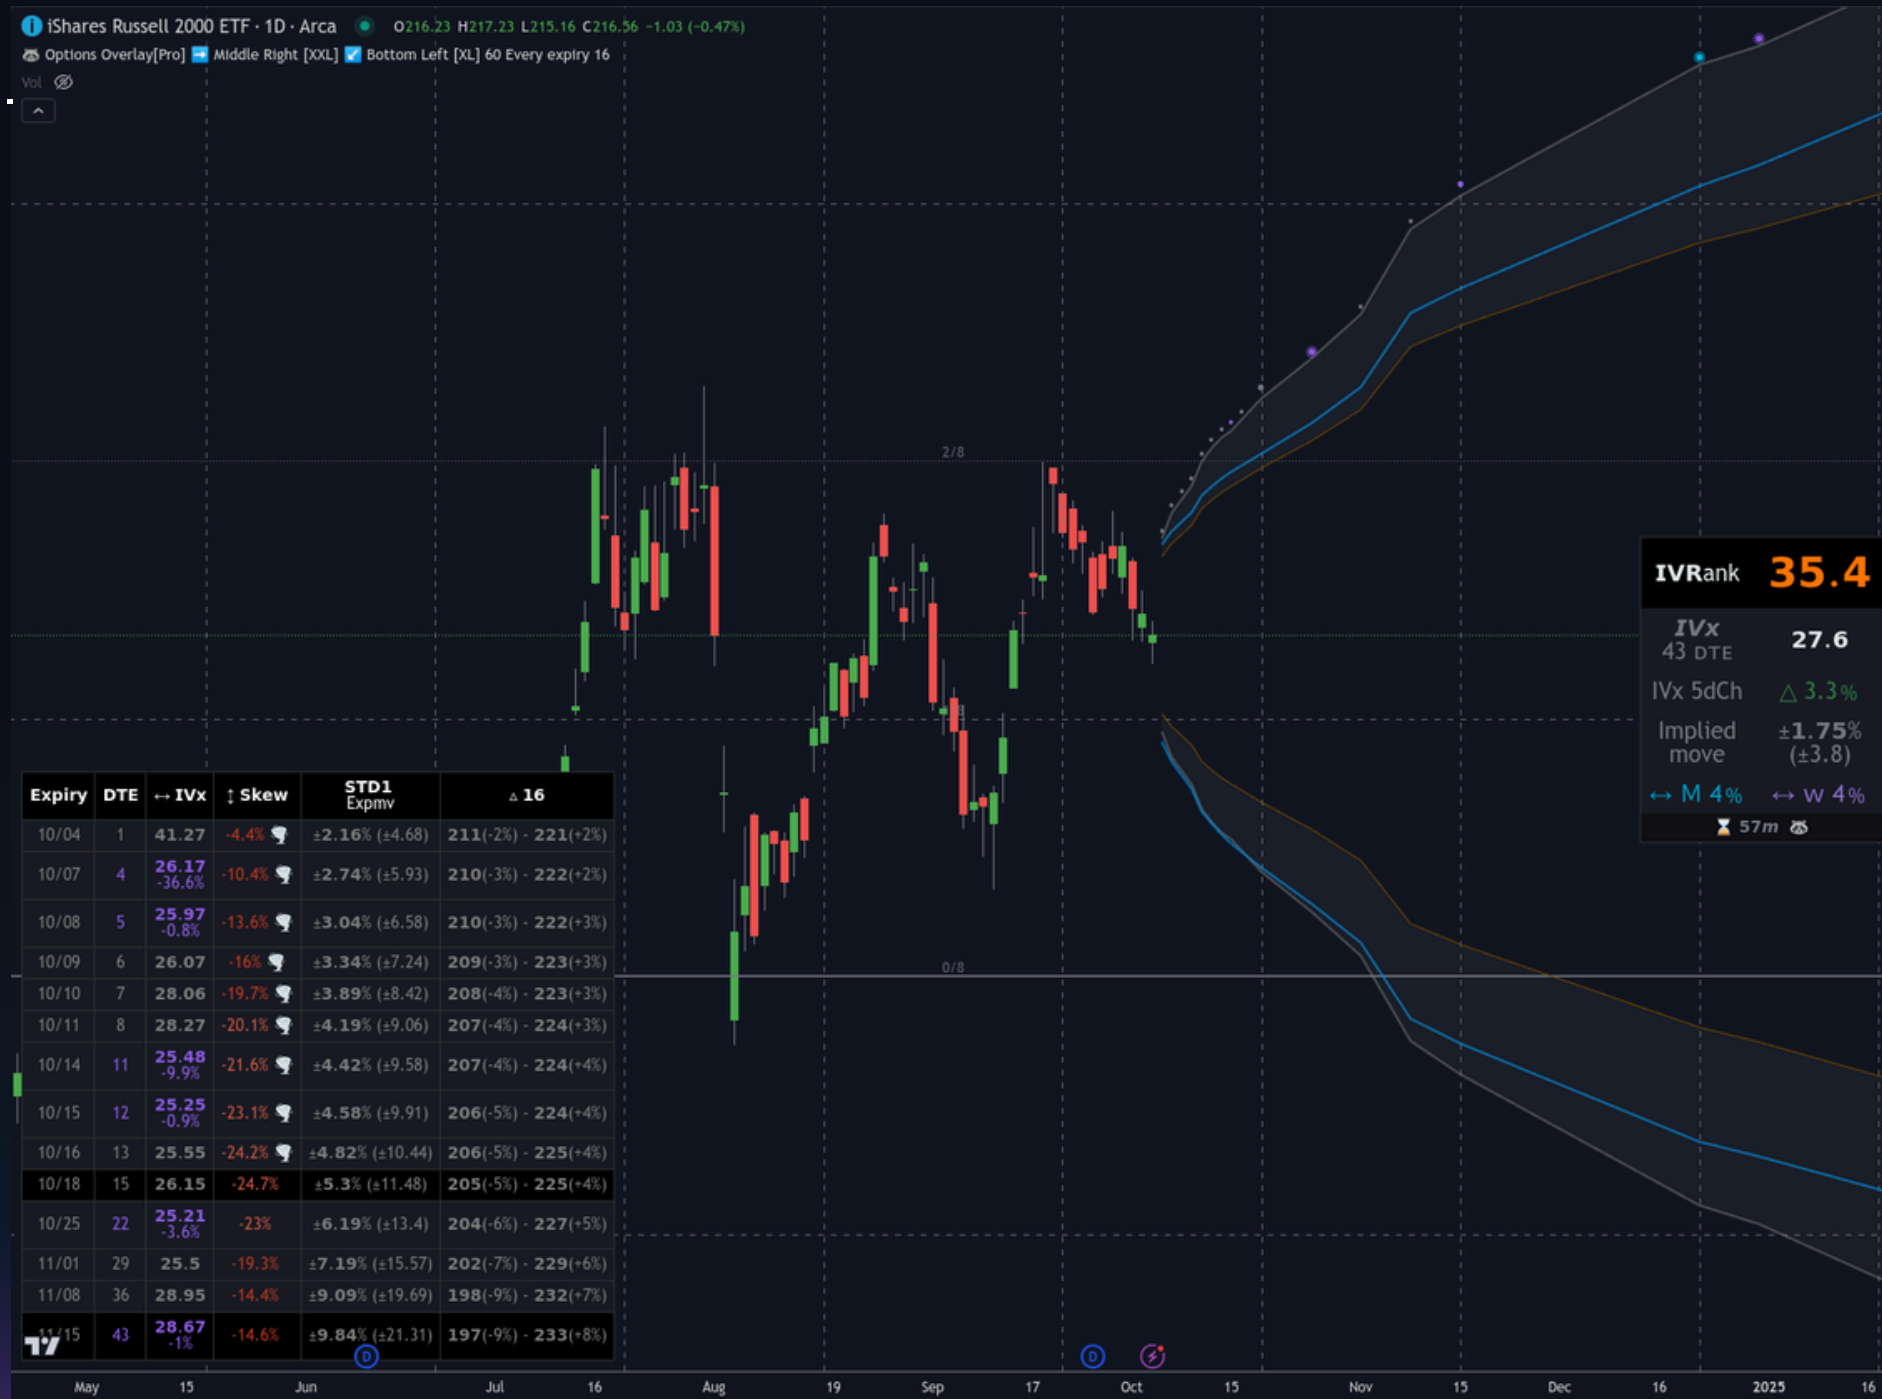 iShares Russell 2000 ETF · 1D · Arca O216.23 H217.23 L215.16 C216.56 −1.03 (−0.47%)
Options Overlay[Pro] ➡ Middle Right [XXL] ↙ Bottom Left [XL] 60 Every expiry 16
Vol
2/8
0/8
IVRank 35.4
IVx 43 DTE 27.6
IVx 5dCh △ 3.3%
Implied move ±1.75% (±3.8)
↔ M 4% ↔ w 4%
⌛ 57m
Expiry DTE ↔ IVx ↕ Skew STD1 Expmv △ 16
10/04 1 41.27 -4.4% ±2.16% (±4.68) 211(-2%) - 221(+2%)
10/07 4 26.17 -36.6% -10.4% ±2.74% (±5.93) 210(-3%) - 222(+2%)
10/08 5 25.97 -0.8% -13.6% ±3.04% (±6.58) 210(-3%) - 222(+3%)
10/09 6 26.07 -16% ±3.34% (±7.24) 209(-3%) - 223(+3%)
10/10 7 28.06 -19.7% ±3.89% (±8.42) 208(-4%) - 223(+3%)
10/11 8 28.27 -20.1% ±4.19% (±9.06) 207(-4%) - 224(+3%)
10/14 11 25.48 -9.9% -21.6% ±4.42% (±9.58) 207(-4%) - 224(+4%)
10/15 12 25.25 -0.9% -23.1% ±4.58% (±9.91) 206(-5%) - 224(+4%)
10/16 13 25.55 -24.2% ±4.82% (±10.44) 206(-5%) - 225(+4%)
10/18 15 26.15 -24.7% ±5.3% (±11.48) 205(-5%) - 225(+4%)
10/25 22 25.21 -3.6% -23% ±6.19% (±13.4) 204(-6%) - 227(+5%)
11/01 29 25.5 -19.3% ±7.19% (±15.57) 202(-7%) - 229(+6%)
11/08 36 28.95 -14.4% ±9.09% (±19.69) 198(-9%) - 232(+7%)
11/15 43 28.67 -1% -14.6% ±9.84% (±21.31) 197(-9%) - 233(+8%)
D D
May 15 Jun Jul 16 Aug 19 Sep 17 Oct 15 Nov 15 Dec 16 2025 16